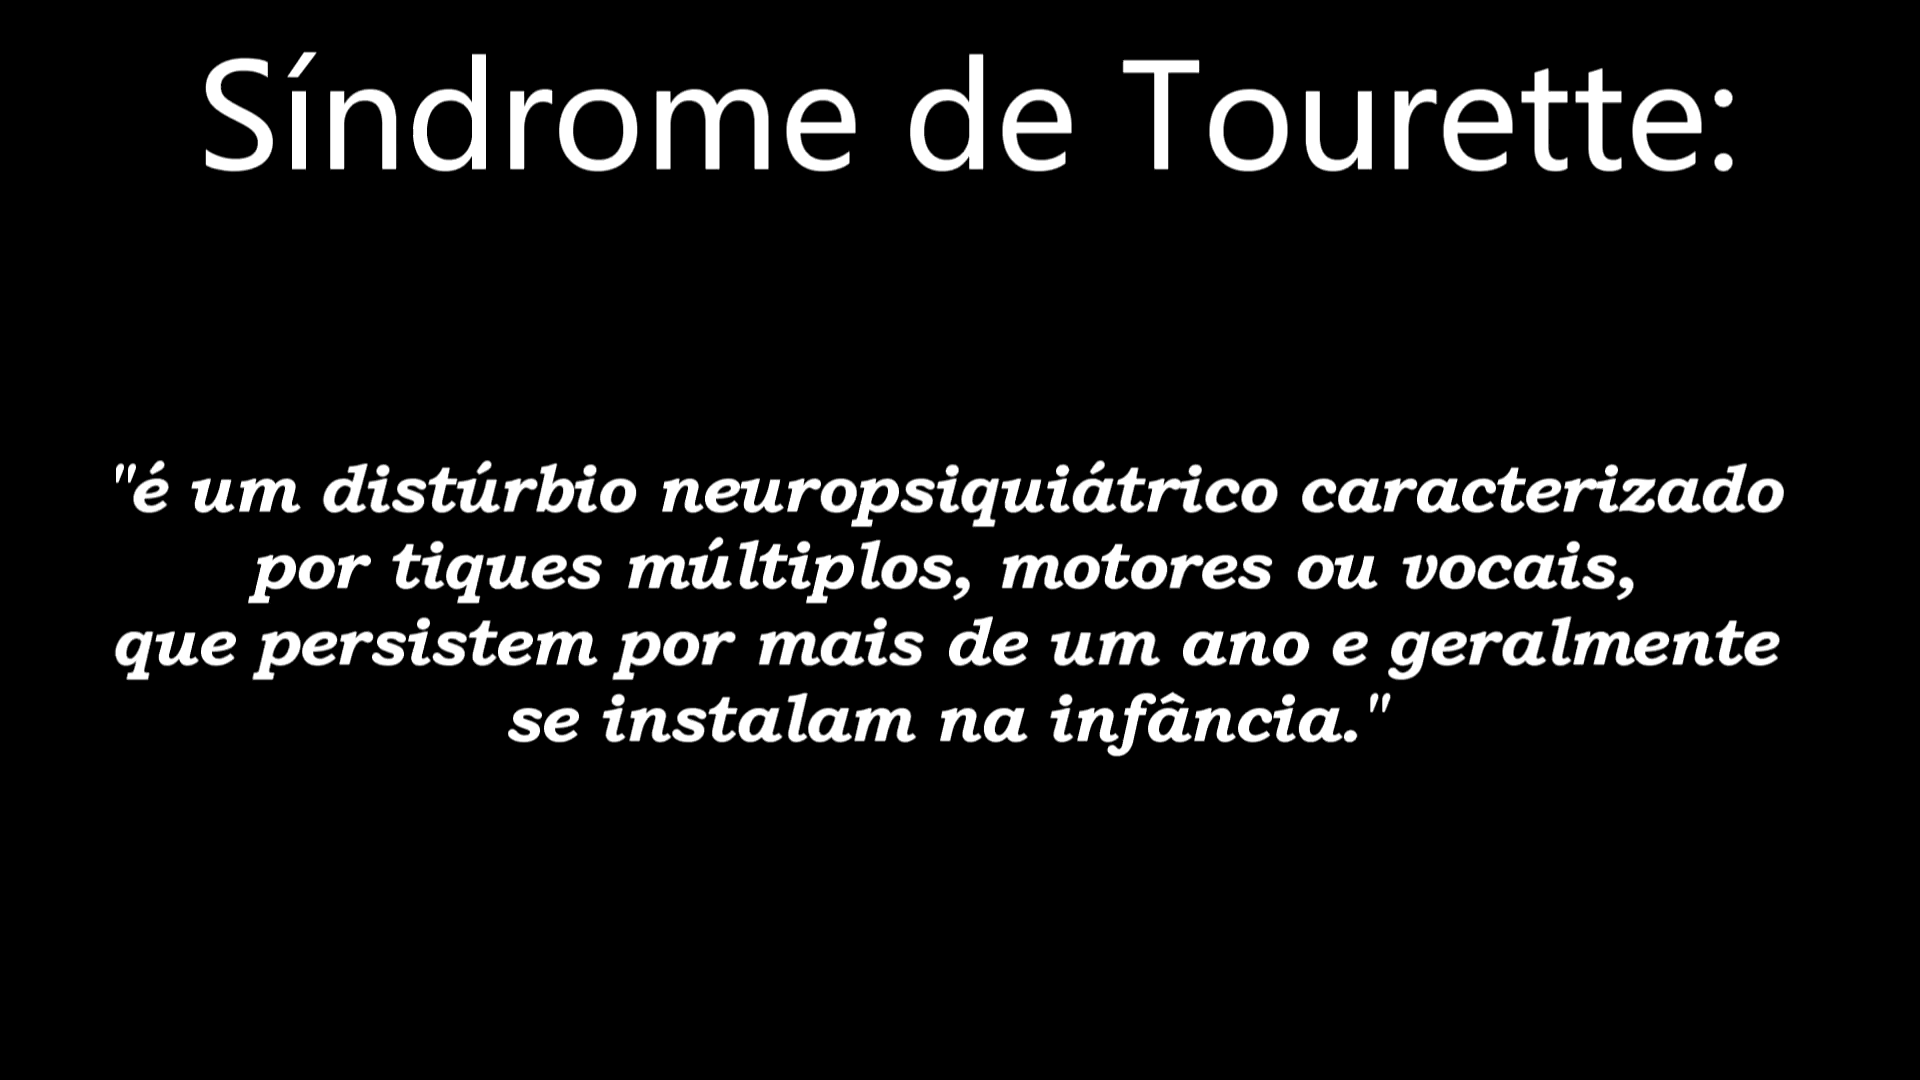 Síndrome de Tourette:
"é um distúrbio neuropsiquiátrico caracterizado
por tiques múltiplos, motores ou vocais,
que persistem por mais de um ano e geralmente
se instalam na infância."